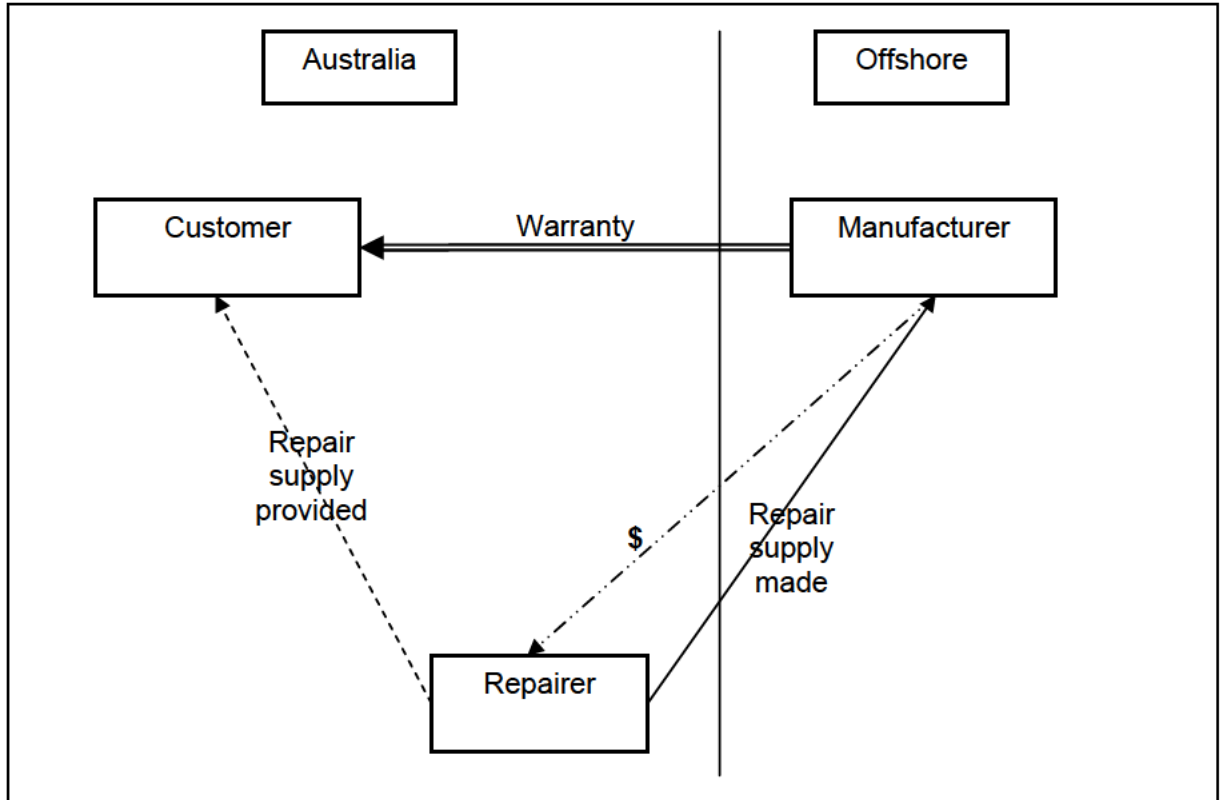 Australia
Offshore
Customer
Warranty
Manufacturer
Repair
supply
provided
$
Repair
supply
made
Repairer